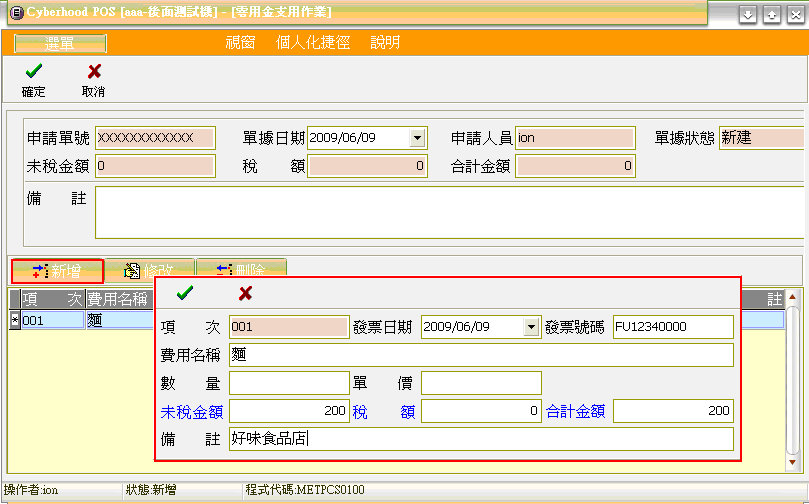 Cyberhood POS [aaa-後面測試機] - [零用金支用作業]
選單 視窗 個人化捷徑 說明
確定 取消
申請單號 XXXXXXXXXXXX 單據日期 2009/06/09 申請人員 ion 單據狀態 新建
未稅金額 0 稅 額 0 合計金額 0
備 註
新增 修改 刪除
項 次 費用名稱 註
001 麵
項 次 001 發票日期 2009/06/09 發票號碼 FU12340000
費用名稱 麵
數 量 單 價
未稅金額 200 稅 額 0 合計金額 200
備 註 好味食品店
操作者:ion 狀態:新增 程式代碼:METPCS0100